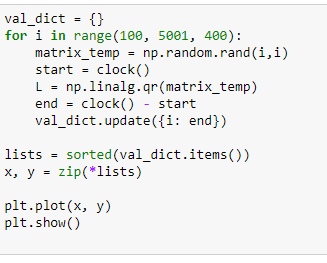 val_dict = {}
for i in range(100, 5001, 400):
    matrix_temp = np.random.rand(i,i)
    start = clock()
    L = np.linalg.qr(matrix_temp)
    end = clock() - start
    val_dict.update({i: end})

lists = sorted(val_dict.items())
x, y = zip(*lists)

plt.plot(x, y)
plt.show()